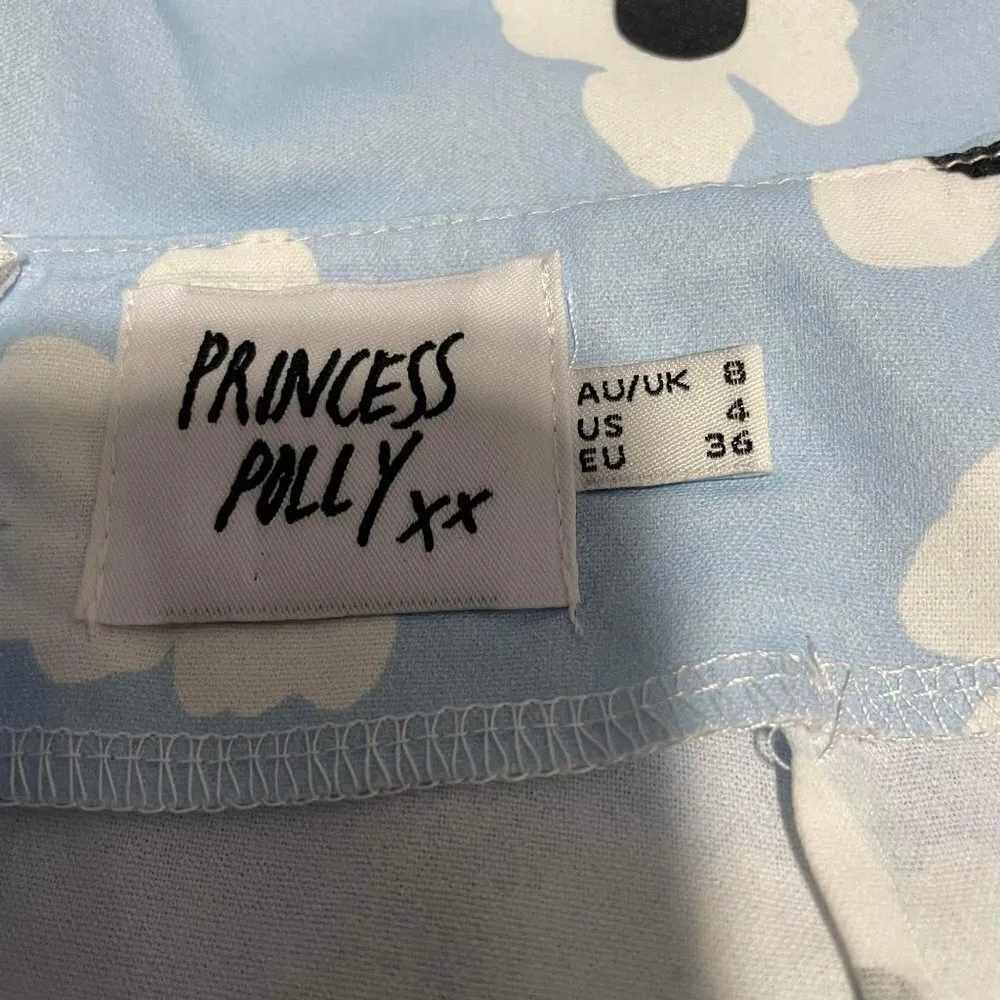 PRINCESS
POLLY xx
AU/UK 8
US 4
EU 36